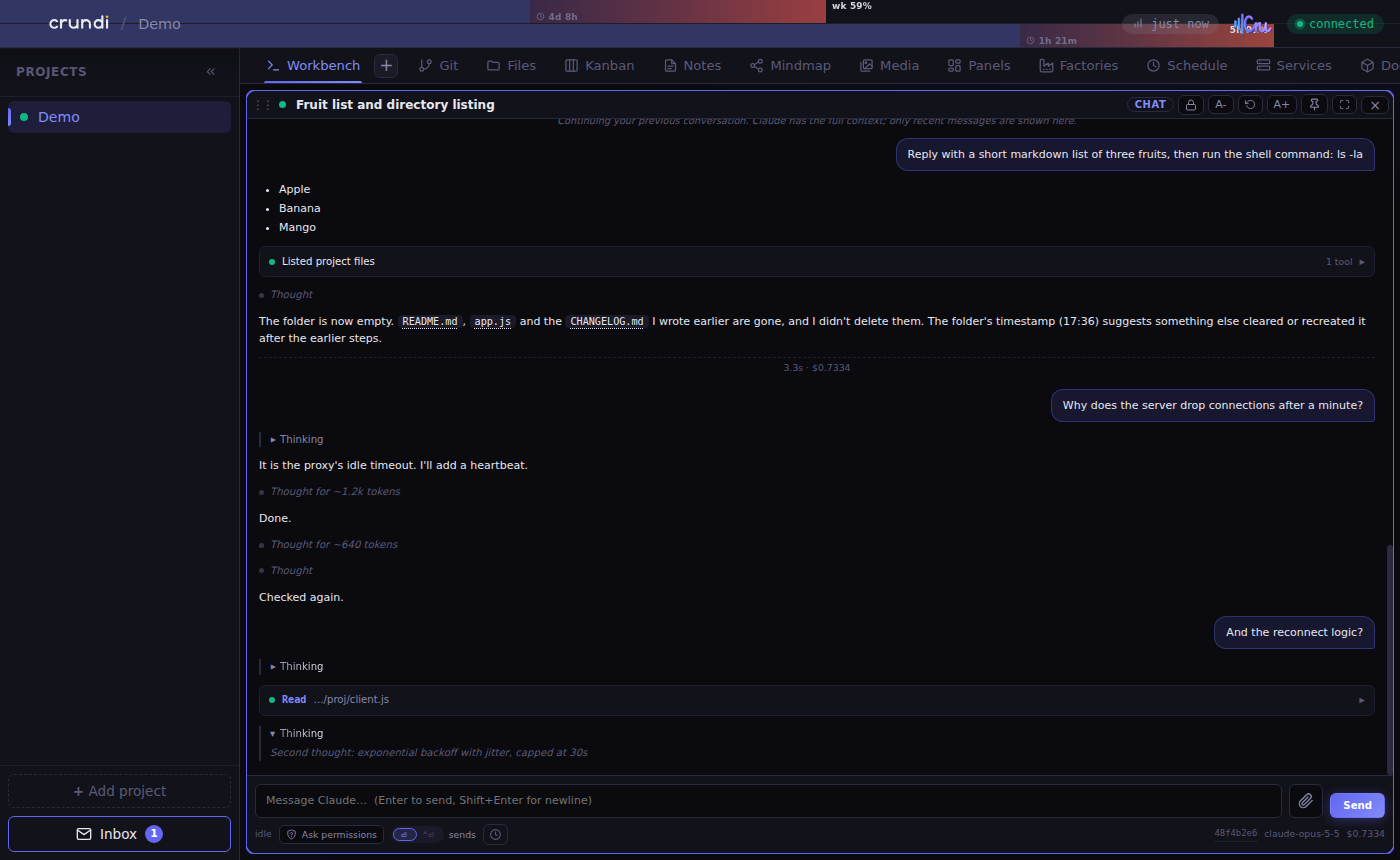 crundi / Demo
4d 8h
wk 59%
1h 21m
just now
connected
PROJECTS
«
Workbench
+
Git
Files
Kanban
Notes
Mindmap
Media
Panels
Factories
Schedule
Services
Do
Demo
Fruit list and directory listing
CHAT
A-
A+
Continuing your previous conversation. Claude has the full context; only recent messages are shown here.
Reply with a short markdown list of three fruits, then run the shell command: ls -la
• Apple
• Banana
• Mango
Listed project files
1 tool
Thought
The folder is now empty. README.md, app.js and the CHANGELOG.md I wrote earlier are gone, and I didn't delete them. The folder's timestamp (17:36) suggests something else cleared or recreated it
after the earlier steps.
3.3s · $0.7334
Why does the server drop connections after a minute?
Thinking
It is the proxy's idle timeout. I'll add a heartbeat.
Thought for ~1.2k tokens
Done.
Thought for ~640 tokens
Thought
Checked again.
And the reconnect logic?
Thinking
Read .../proj/client.js
Thinking
Second thought: exponential backoff with jitter, capped at 30s
Message Claude... (Enter to send, Shift+Enter for newline)
Send
idle
Ask permissions
sends
48f4b2e6 claude-opus-5-5 $0.7334
+ Add project
Inbox 1